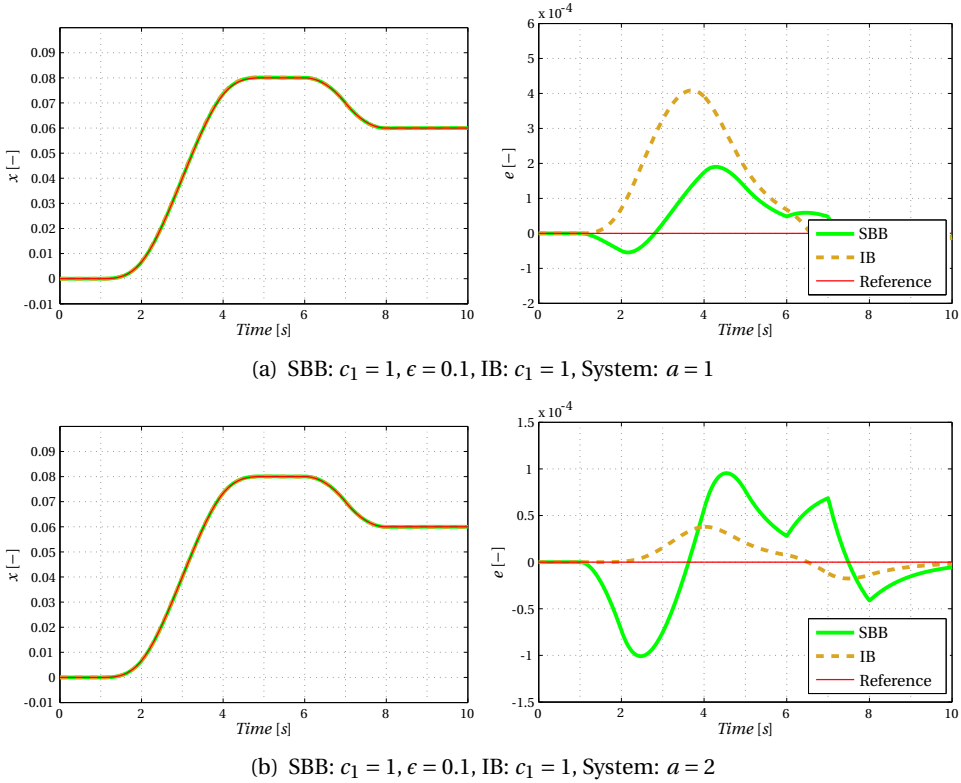 x 10-4
0.09
0.08
0.07
0.06
0.05
0.04
0.03
0.02
0.01
0
-0.01
x [−]
0 2 4 6 8 10
Time [s]
6
5
4
3
2
1
0
-1
-2
e [−]
SBB
IB
Reference
0 2 4 6 8 10
Time [s]
(a) SBB: c1 = 1, ϵ = 0.1, IB: c1 = 1, System: a = 1
x 10-4
0.09
0.08
0.07
0.06
0.05
0.04
0.03
0.02
0.01
0
-0.01
x [−]
0 2 4 6 8 10
Time [s]
1.5
1
0.5
0
-0.5
-1
-1.5
e [−]
SBB
IB
Reference
0 2 4 6 8 10
Time [s]
(b) SBB: c1 = 1, ϵ = 0.1, IB: c1 = 1, System: a = 2